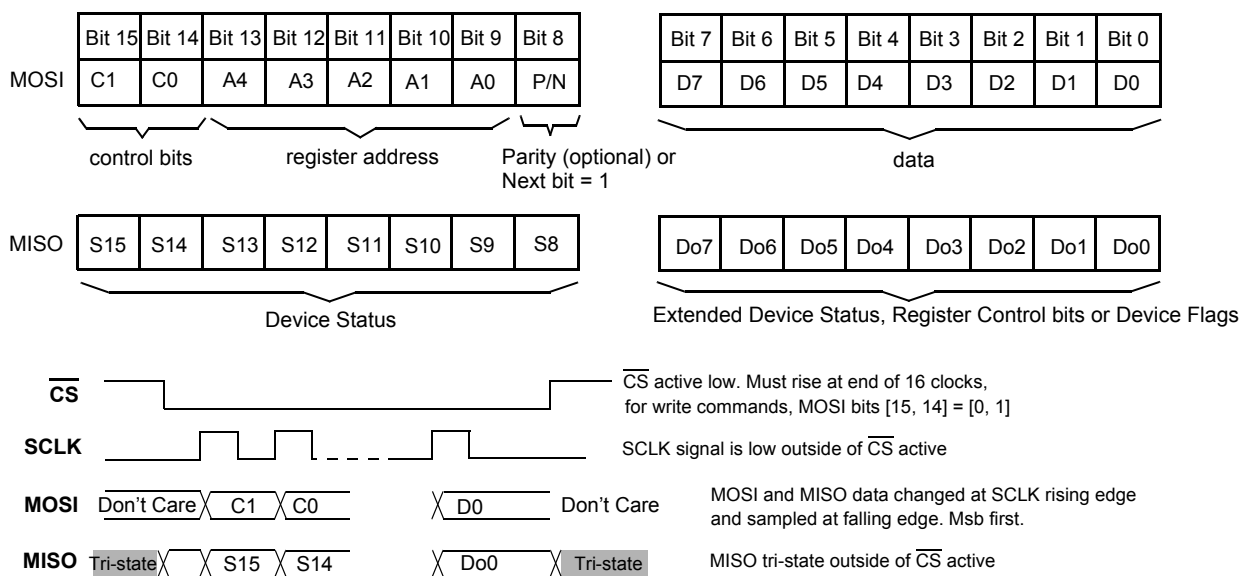 Bit 15 Bit 14 Bit 13 Bit 12 Bit 11 Bit 10 Bit 9 Bit 8 Bit 7 Bit 6 Bit 5 Bit 4 Bit 3 Bit 2 Bit 1 Bit 0
MOSI C1 C0 A4 A3 A2 A1 A0 P/N D7 D6 D5 D4 D3 D2 D1 D0
control bits register address Parity (optional) or data
Next bit = 1
MISO S15 S14 S13 S12 S11 S10 S9 S8 Do7 Do6 Do5 Do4 Do3 Do2 Do1 Do0
Device Status Extended Device Status, Register Control bits or Device Flags
CS CS active low. Must rise at end of 16 clocks,
for write commands, MOSI bits [15, 14] = [0, 1]
SCLK SCLK signal is low outside of CS active
MOSI Don't Care C1 C0 D0 Don't Care MOSI and MISO data changed at SCLK rising edge
and sampled at falling edge. Msb first.
MISO Tri-state S15 S14 Do0 Tri-state MISO tri-state outside of CS active